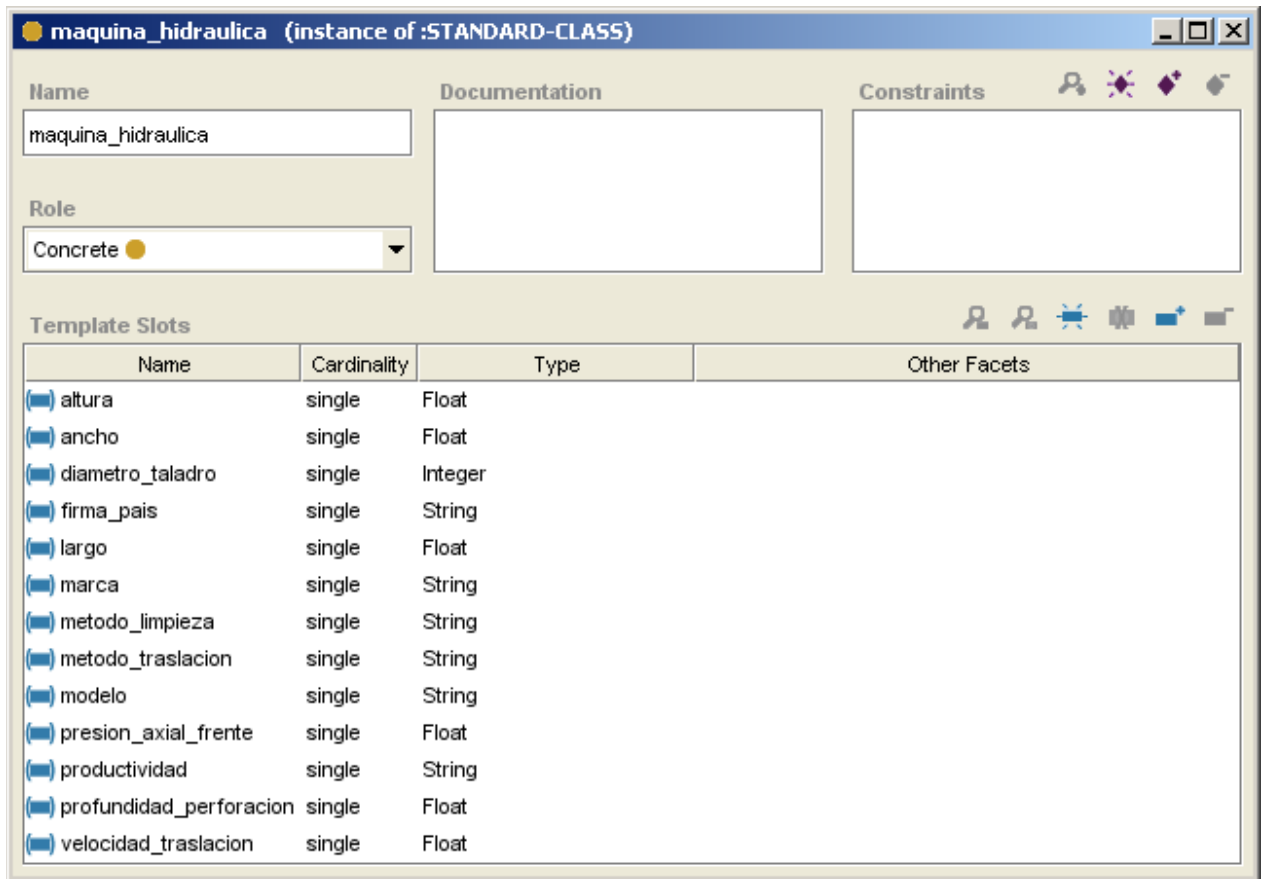 maquina_hidraulica (instance of :STANDARD-CLASS)
Name Documentation Constraints
maquina_hidraulica
Role
Concrete
Template Slots
Name Cardinality Type Other Facets
altura single Float
ancho single Float
diametro_taladro single Integer
firma_pais single String
largo single Float
marca single String
metodo_limpieza single String
metodo_traslacion single String
modelo single String
presion_axial_frente single Float
productividad single String
profundidad_perforacion single Float
velocidad_traslacion single Float